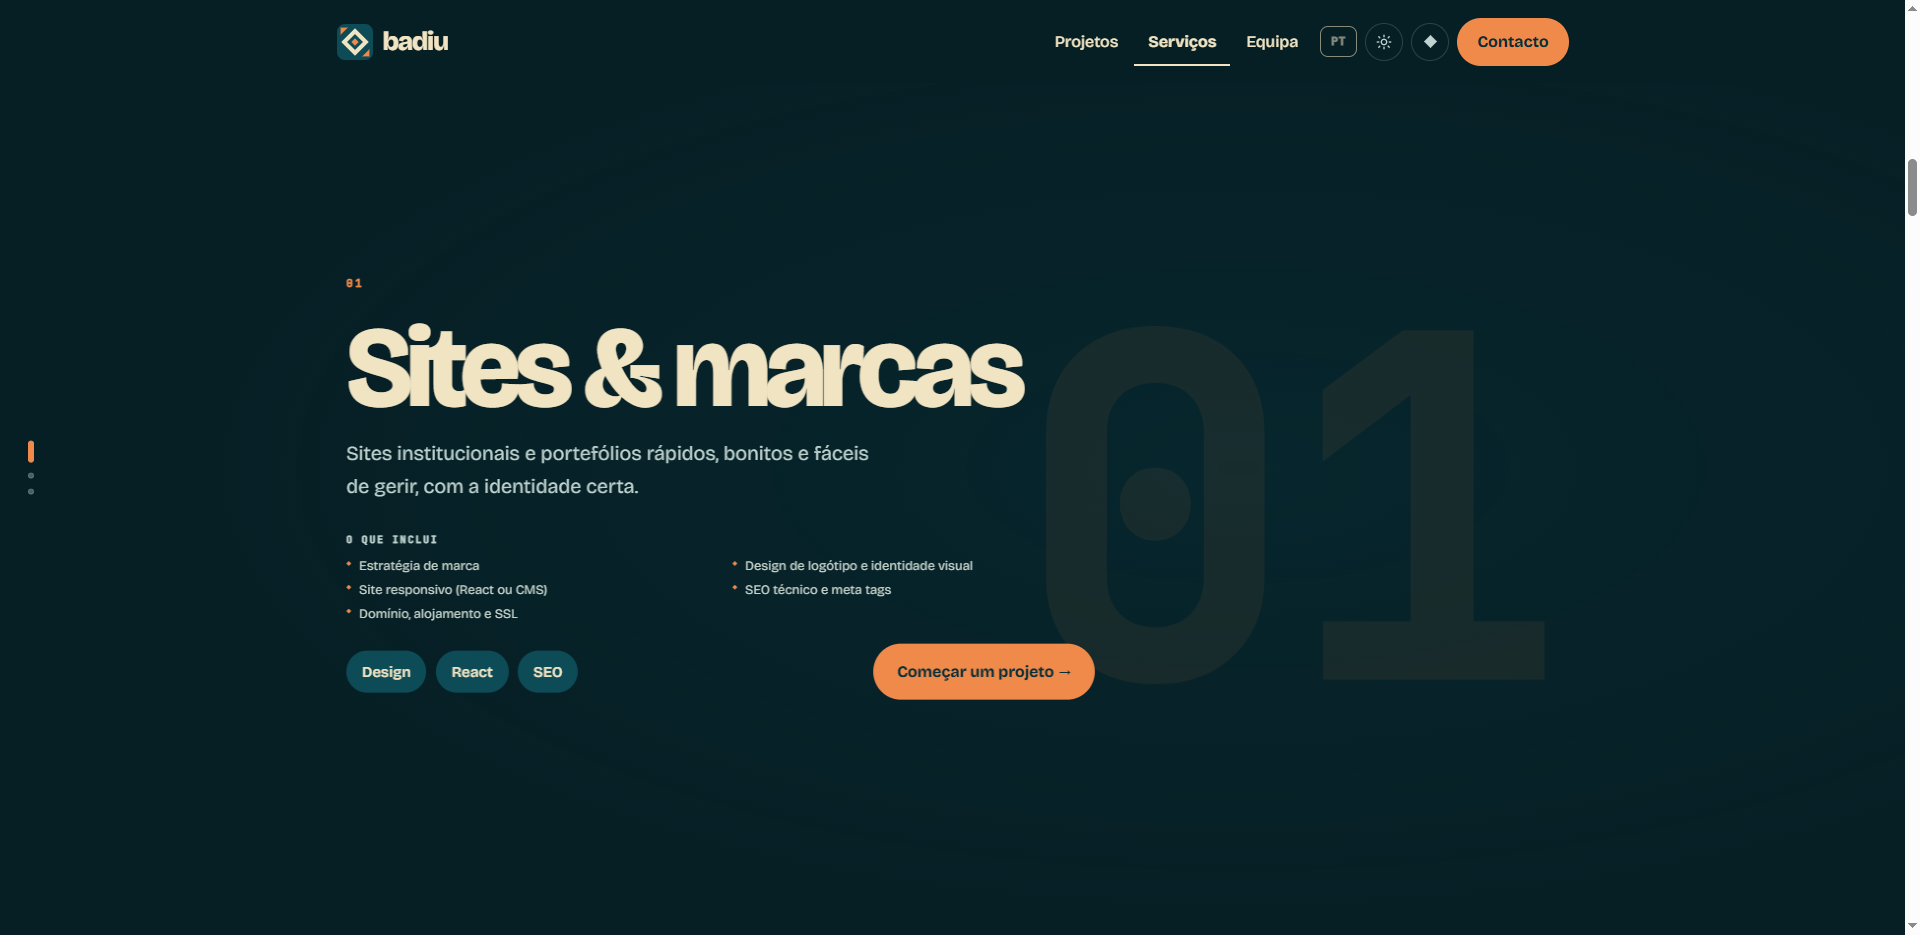 badiu
Projetos Serviços Equipa PT Contacto
01
Sites & marcas
01
Sites institucionais e portefólios rápidos, bonitos e fáceis
de gerir, com a identidade certa.
O QUE INCLUI
Estratégia de marca
Design de logótipo e identidade visual
Site responsivo (React ou CMS)
SEO técnico e meta tags
Domínio, alojamento e SSL
Design React SEO
Começar um projeto →